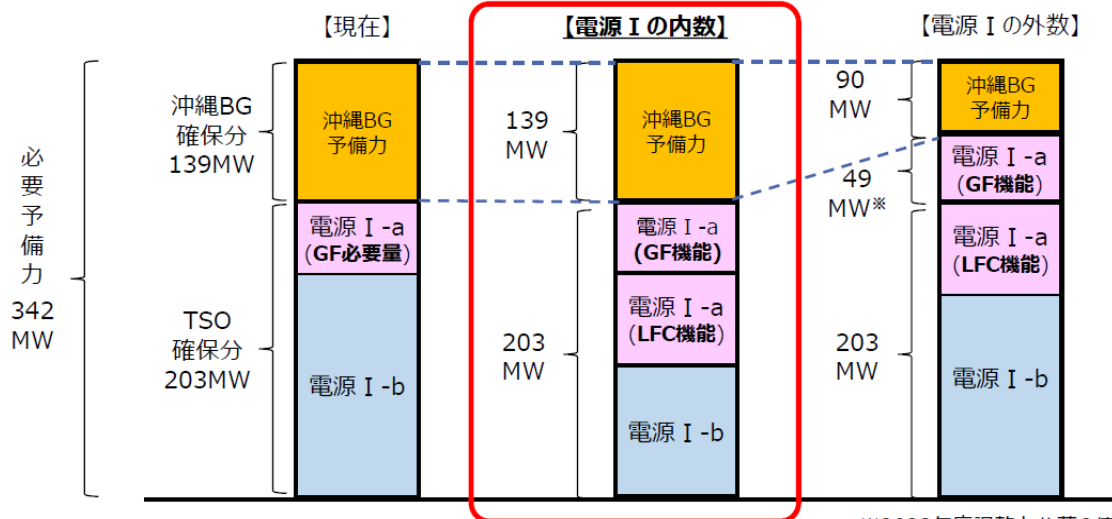 【現在】
【電源Ⅰの内数】
【電源Ⅰの外数】
必要予備力
342
MW
沖縄BG
確保分
139MW
TSO
確保分
203MW
沖縄BG
予備力
電源Ⅰ-a
(GF必要量)
電源Ⅰ-b
139
MW
203
MW
沖縄BG
予備力
電源Ⅰ-a
(GF機能)
電源Ⅰ-a
(LFC機能)
電源Ⅰ-b
90
MW
49
MW※
203
MW
沖縄BG
予備力
電源Ⅰ-a
(GF機能)
電源Ⅰ-a
(LFC機能)
電源Ⅰ-b